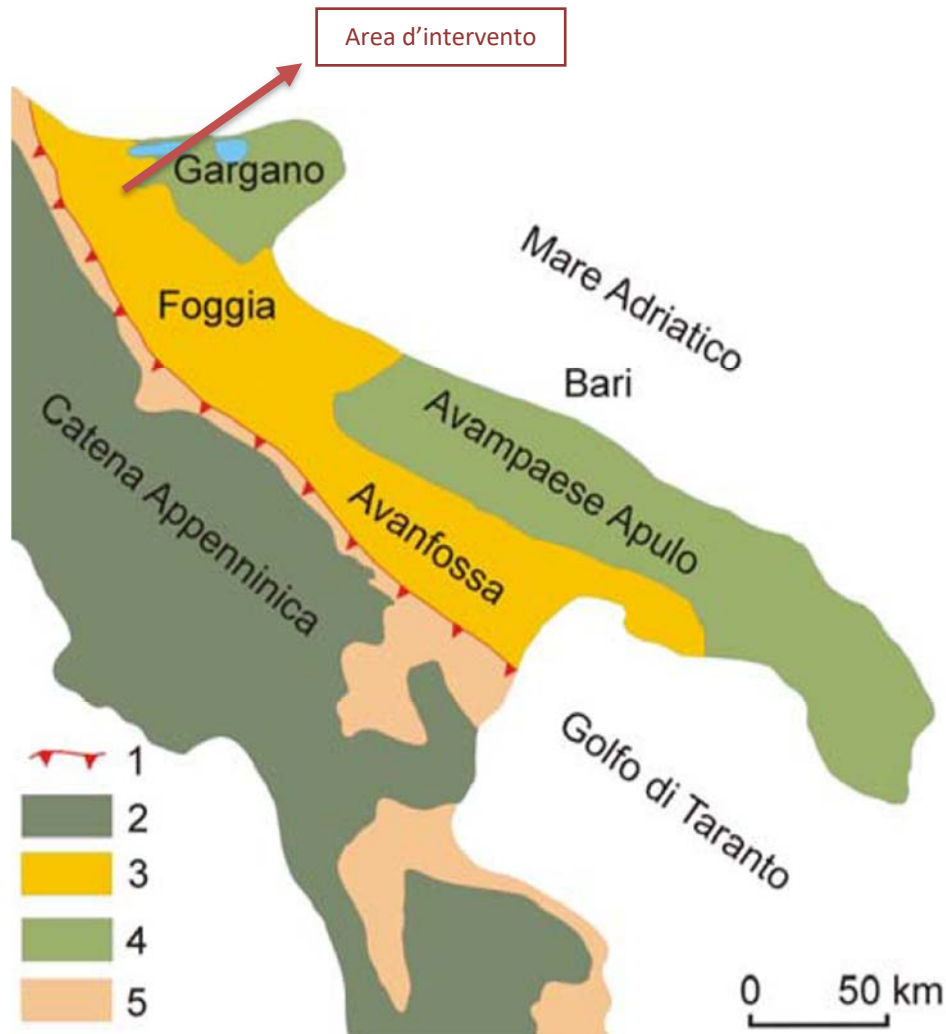 Area d'intervento
Gargano
Mare Adriatico
Foggia
Bari
Avampaese Apulo
Catena Appenninica
Avanfossa
Golfo di Taranto
1
2
3
4
5
0 50 km